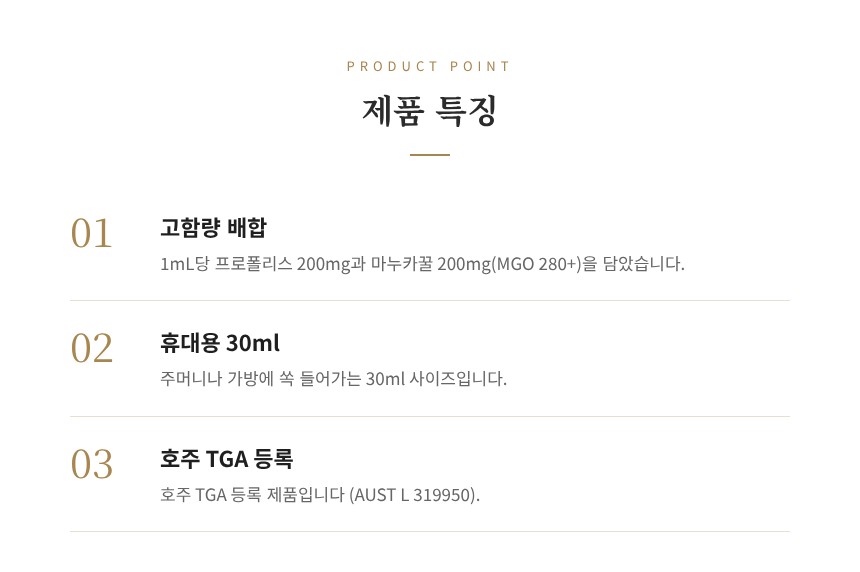 PRODUCT POINT
제품 특징
01
고함량 배합
1mL당 프로폴리스 200mg과 마누카꿀 200mg(MGO 280+)을 담았습니다.
02
휴대용 30ml
주머니나 가방에 쏙 들어가는 30ml 사이즈입니다.
03
호주 TGA 등록
호주 TGA 등록 제품입니다 (AUST L 319950).